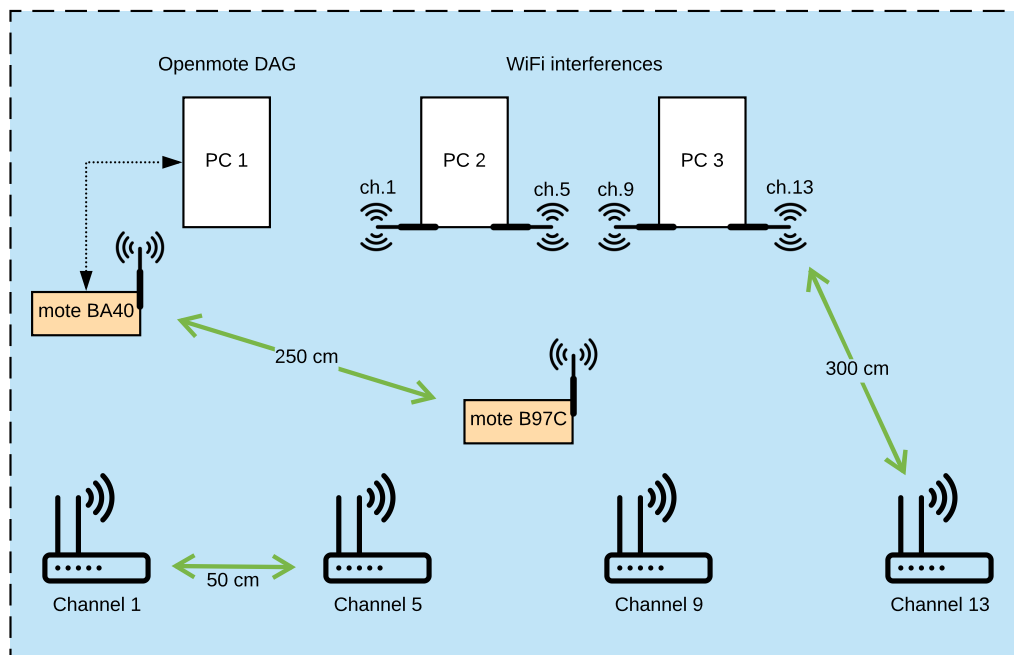 Openmote DAG
WiFi interferences
PC 1
PC 2
PC 3
ch.1
ch.5
ch.9
ch.13
mote BA40
250 cm
300 cm
mote B97C
50 cm
Channel 1
Channel 5
Channel 9
Channel 13